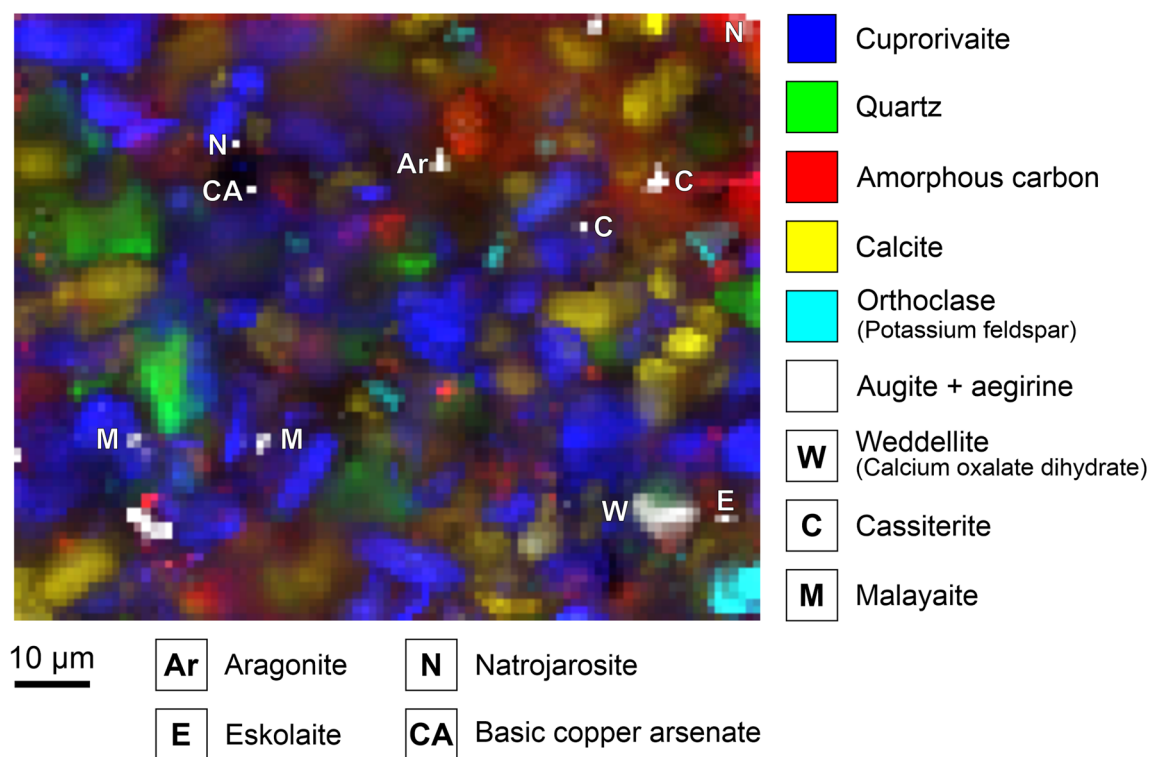 N
N
Ar
C
CA
C
M
M
W
E
Cuprorivaite
Quartz
Amorphous carbon
Calcite
Orthoclase
(Potassium feldspar)
Augite + aegirine
W Weddellite
(Calcium oxalate dihydrate)
C Cassiterite
M Malayaite
10 µm
Ar Aragonite
N Natrojarosite
E Eskolaite
CA Basic copper arsenate